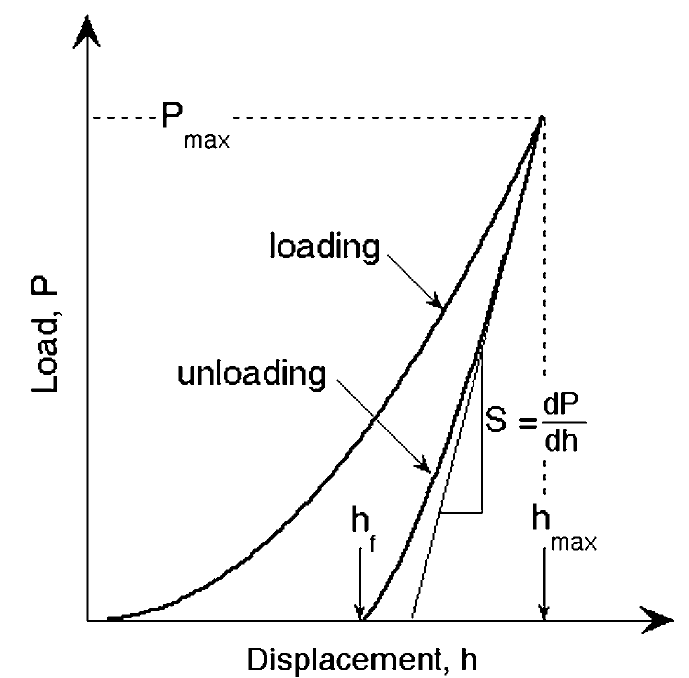 P max
loading
Load, P
unloading
S = dP/dh
h f
h max
Displacement, h